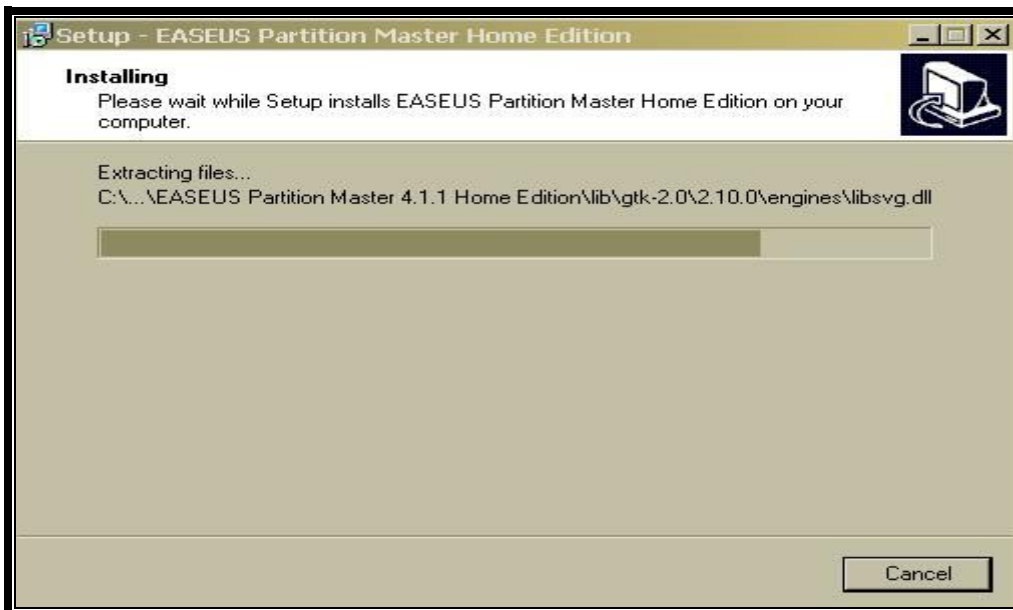 Setup - EASEUS Partition Master Home Edition
Installing
Please wait while Setup installs EASEUS Partition Master Home Edition on your
computer.
Extracting files...
C:\...\EASEUS Partition Master 4.1.1 Home Edition\lib\gtk-2.0\2.10.0\engines\libsvg.dll
Cancel